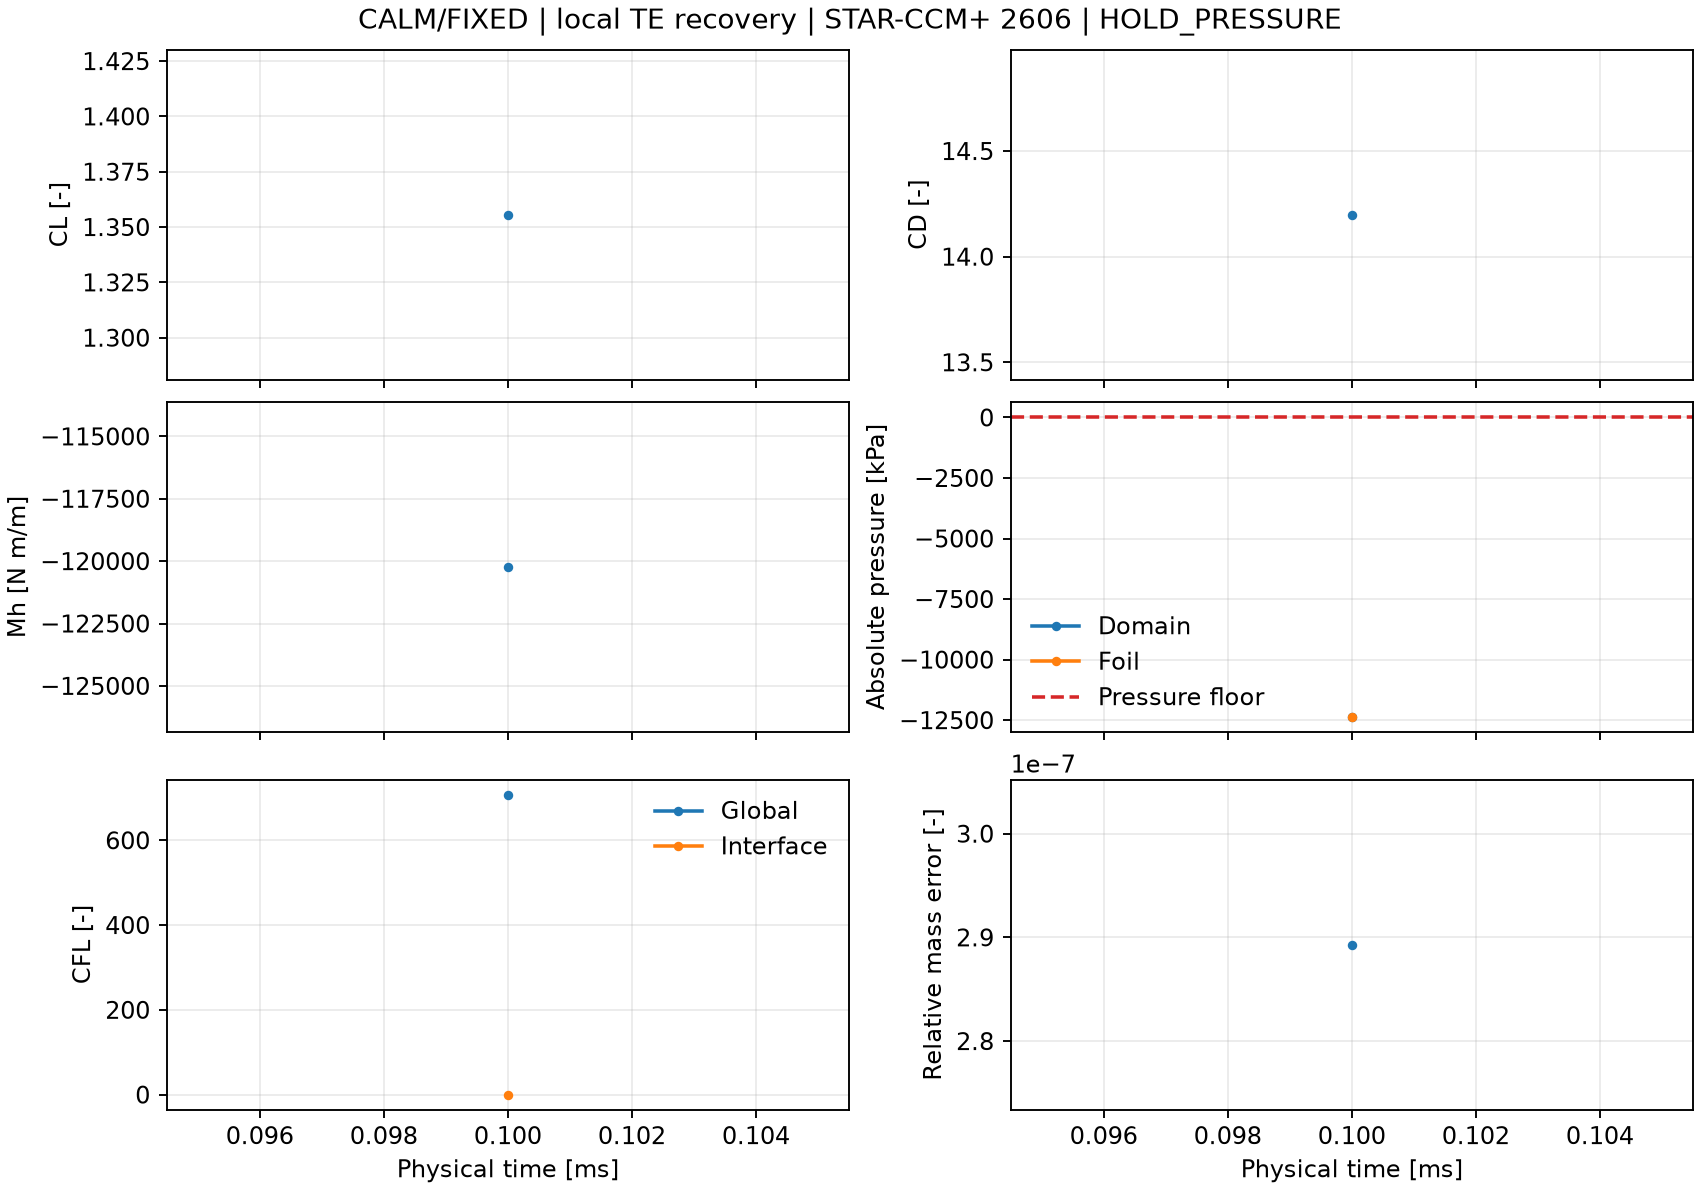 CALM/FIXED | local TE recovery | STAR-CCM+ 2606 | HOLD_PRESSURE
CL [-]
1.425
1.400
1.375
1.350
1.325
1.300
CD [-]
14.5
14.0
13.5
Mh [N m/m]
−115000
−117500
−120000
−122500
−125000
Absolute pressure [kPa]
0
−2500
−5000
−7500
−10000
−12500
Domain
Foil
Pressure floor
CFL [-]
600
400
200
0
Global
Interface
0.096 0.098 0.100 0.102 0.104
Physical time [ms]
1e−7
Relative mass error [-]
3.0
2.9
2.8
0.096 0.098 0.100 0.102 0.104
Physical time [ms]